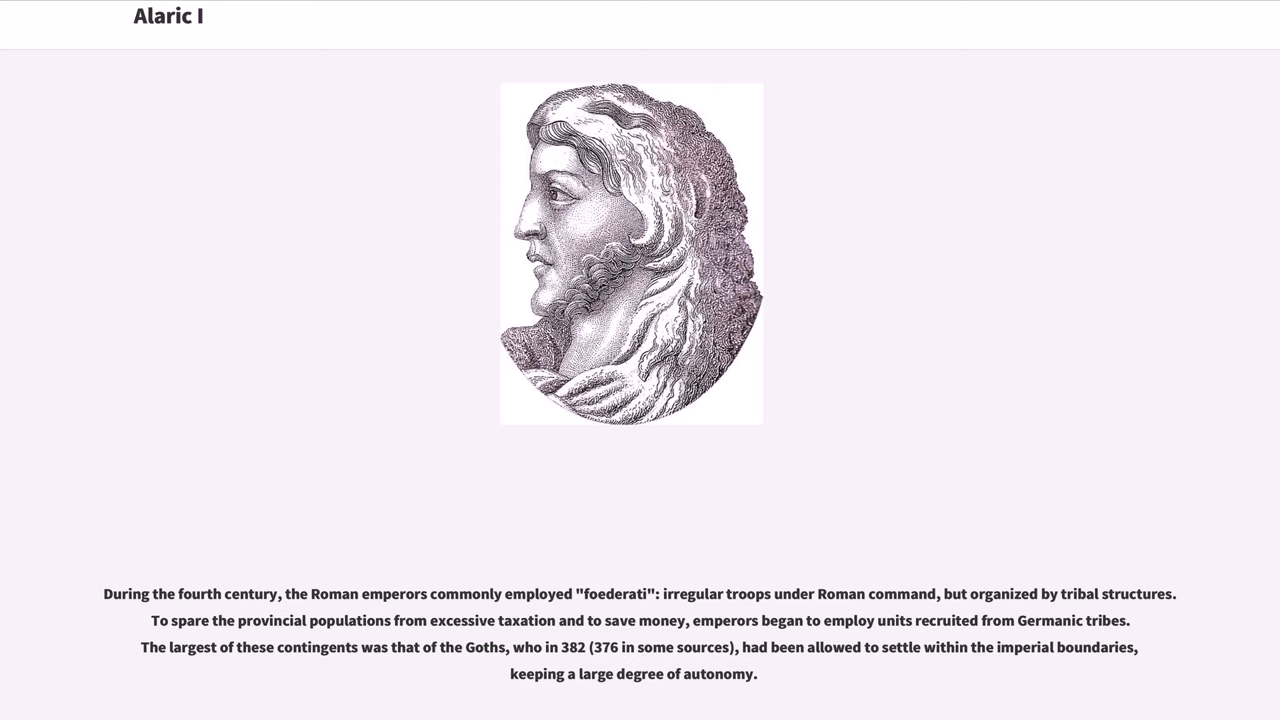 Alaric I
During the fourth century, the Roman emperors commonly employed "foederati": irregular troops under Roman command, but organized by tribal structures.
To spare the provincial populations from excessive taxation and to save money, emperors began to employ units recruited from Germanic tribes.
The largest of these contingents was that of the Goths, who in 382 (376 in some sources), had been allowed to settle within the imperial boundaries,
keeping a large degree of autonomy.